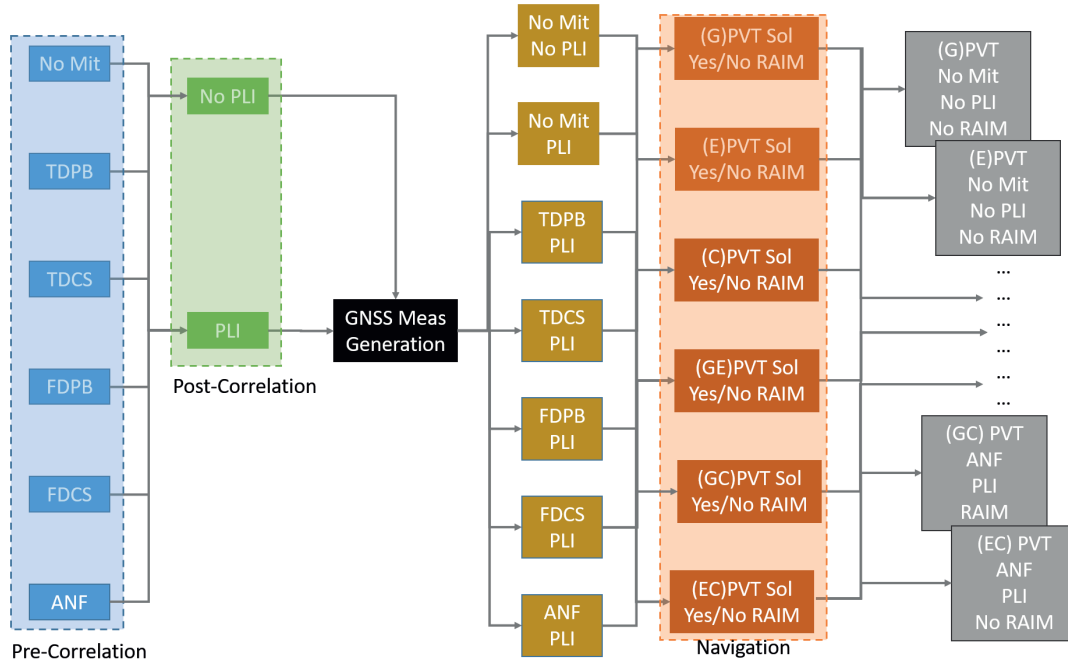 No Mit
TDPB
TDCS
FDPB
FDCS
ANF
Pre-Correlation
No PLI
PLI
Post-Correlation
GNSS Meas
Generation
No Mit
No PLI
No Mit
PLI
TDPB
PLI
TDCS
PLI
FDPB
PLI
FDCS
PLI
ANF
PLI
(G)PVT Sol
Yes/No RAIM
(E)PVT Sol
Yes/No RAIM
(C)PVT Sol
Yes/No RAIM
(GE)PVT Sol
Yes/No RAIM
(GC)PVT Sol
Yes/No RAIM
(EC)PVT Sol
Yes/No RAIM
Navigation
(G)PVT
No Mit
No PLI
No RAIM
(E)PVT
No Mit
No PLI
No RAIM
...
...
...
...
...
...
(GC) PVT
ANF
PLI
RAIM
(EC) PVT
ANF
PLI
No RAIM